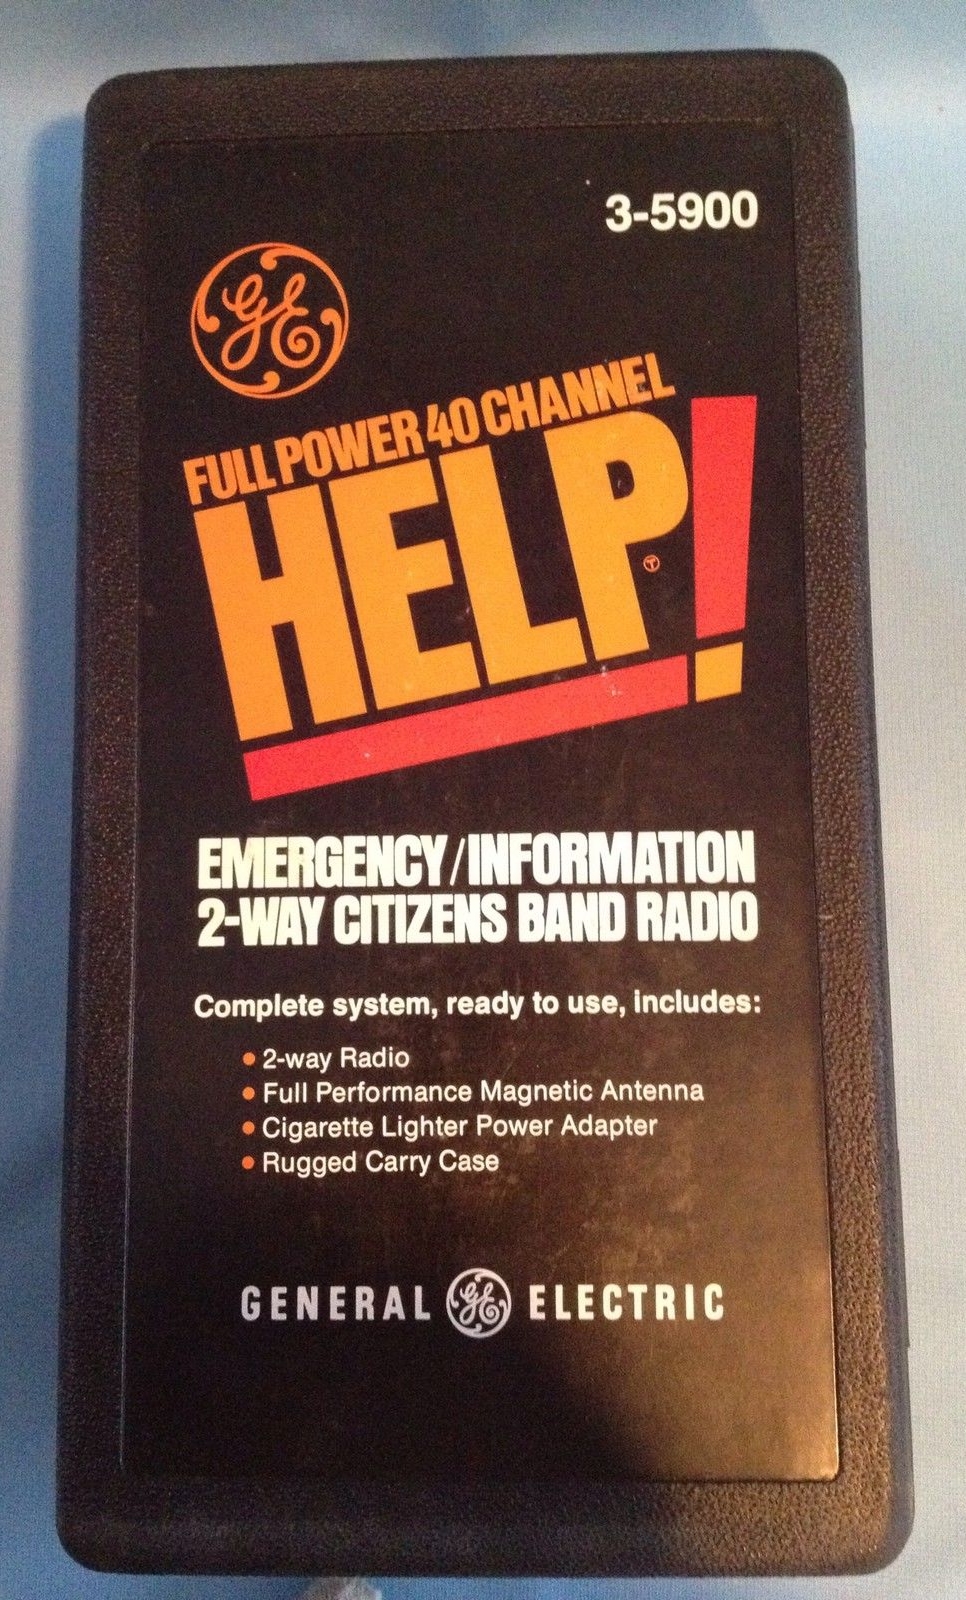 3-5900
GE
FULL POWER 40 CHANNEL
HELP!
T
EMERGENCY/INFORMATION
2-WAY CITIZENS BAND RADIO
Complete system, ready to use, includes:
• 2-way Radio
• Full Performance Magnetic Antenna
• Cigarette Lighter Power Adapter
• Rugged Carry Case
GENERAL GE ELECTRIC